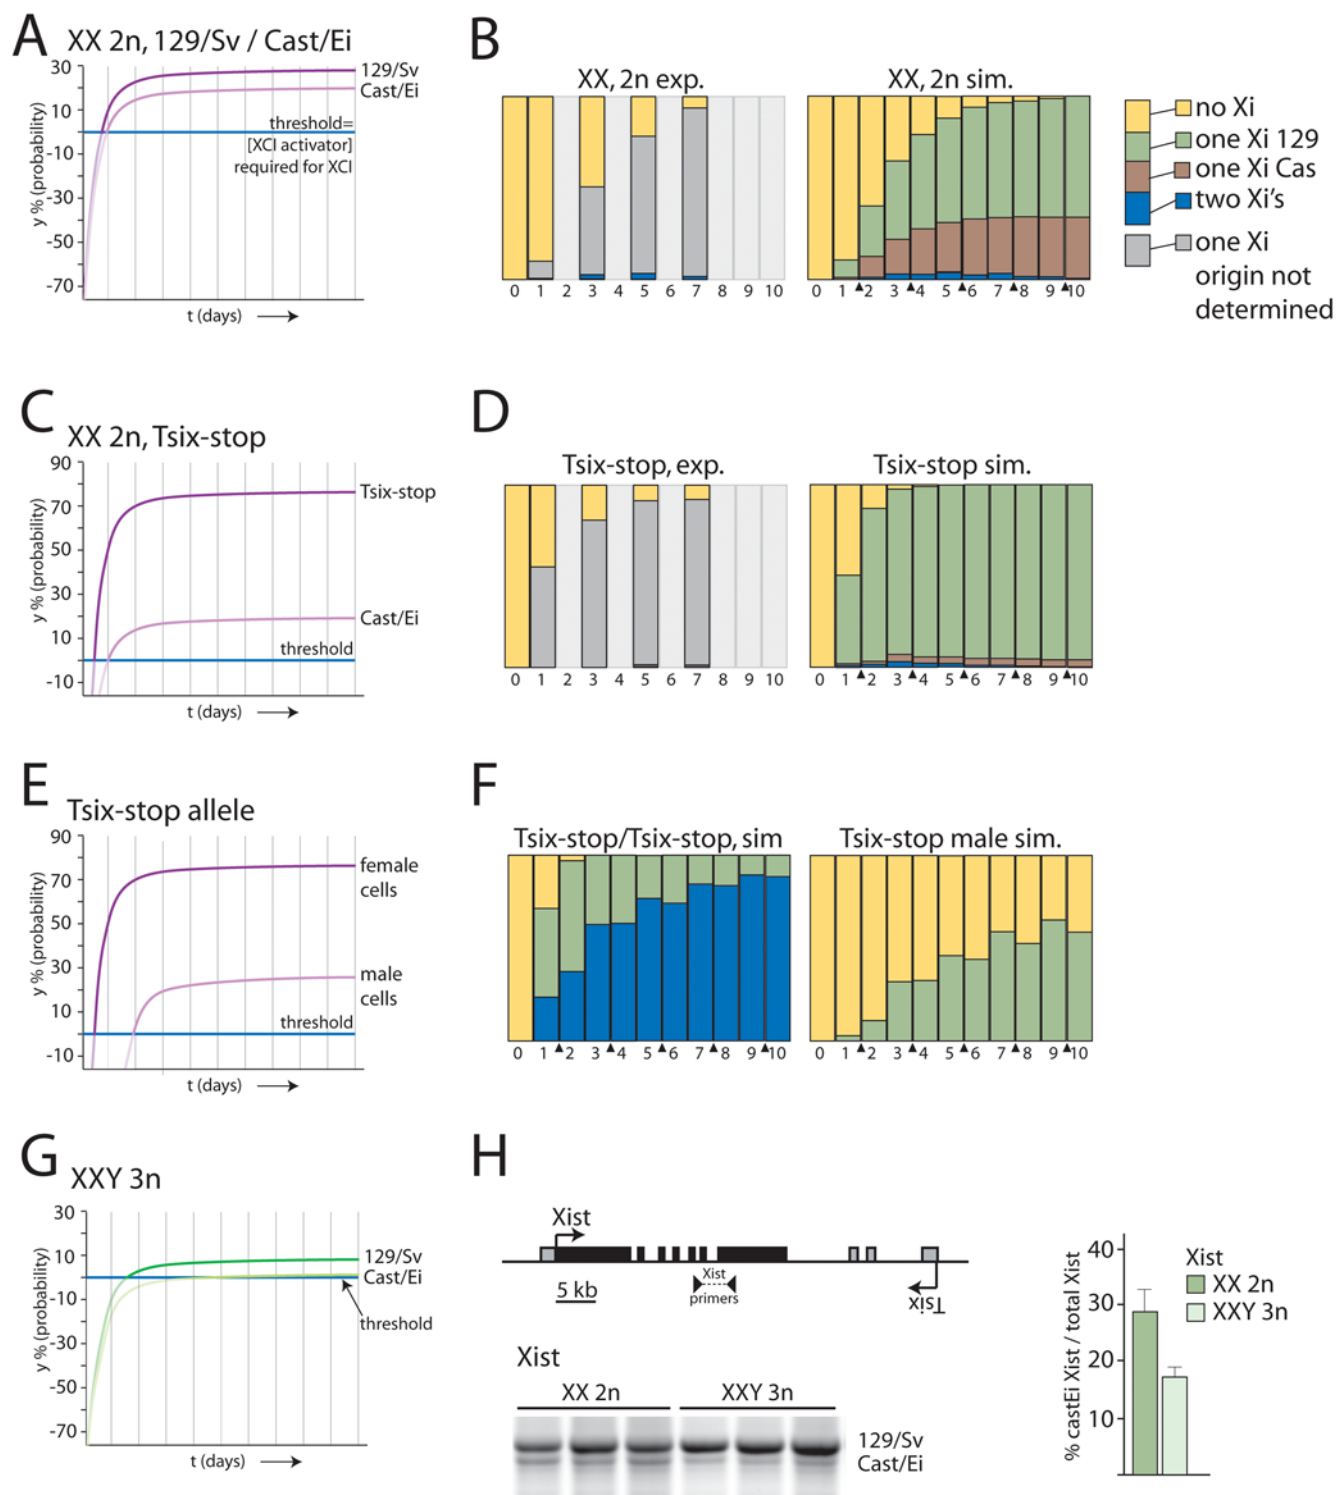 A
XX 2n, 129/Sv / Cast/Ei
y % (probability)
30
10
-10
-30
-50
-70
129/Sv
Cast/Ei
threshold=
[XCI activator]
required for XCI
t (days)
B
XX, 2n exp.
0 1 2 3 4 5 6 7 8 9 10
XX, 2n sim.
0 1 2 3 4 5 6 7 8 9 10
no Xi
one Xi 129
one Xi Cas
two Xi's
one Xi
origin not
determined
C
XX 2n, Tsix-stop
y % (probability)
90
70
50
30
10
-10
Tsix-stop
Cast/Ei
threshold
t (days)
D
Tsix-stop, exp.
0 1 2 3 4 5 6 7 8 9 10
Tsix-stop sim.
0 1 2 3 4 5 6 7 8 9 10
E
Tsix-stop allele
y % (probability)
90
70
50
30
10
-10
female
cells
male
cells
threshold
t (days)
F
Tsix-stop/Tsix-stop, sim
0 1 2 3 4 5 6 7 8 9 10
Tsix-stop male sim.
0 1 2 3 4 5 6 7 8 9 10
G
XXY 3n
y % (probability)
30
10
-10
-30
-50
-70
129/Sv
Cast/Ei
threshold
t (days)
H
Xist
5 kb
Xist
primers
Tsix
Xist
XX 2n XXY 3n
129/Sv
Cast/Ei
% castEi Xist / total Xist
40
30
20
10
Xist
XX 2n
XXY 3n